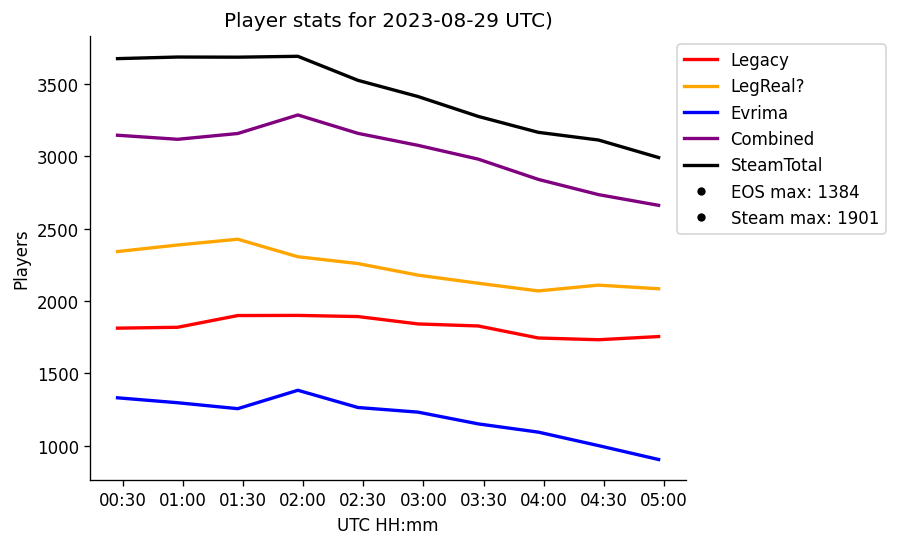 Player stats for 2023-08-29 UTC)
Legacy
LegReal?
Evrima
Combined
SteamTotal
EOS max: 1384
Steam max: 1901
Players
3500
3000
2500
2000
1500
1000
00:30 01:00 01:30 02:00 02:30 03:00 03:30 04:00 04:30 05:00
UTC HH:mm